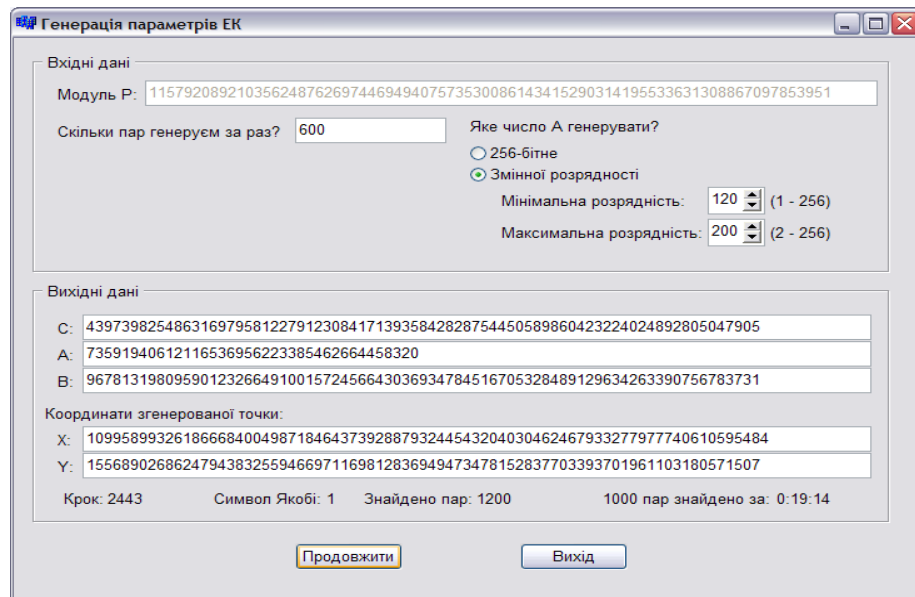 Генерація параметрів ЕК
Вхідні дані
Модуль P: 115792089210356248762697446949407573530086143415290314195533631308867097853951
Скільки пар генеруєм за раз? 600
Яке число А генерувати?
256-бітне
Змінної розрядності
Мінімальна розрядність: 120 (1 - 256)
Максимальна розрядність: 200 (2 - 256)
Вихідні дані
C: 43973982548631697958122791230841713935842828754450589860423224024892805047905
A: 73591940612116536956223385462664458320
B: 96781319809590123266491001572456643036934784516705328489129634263390756783731
Координати згенерованої точки:
X: 109958993261866684004987184643739288793244543204030462467933277977740610595484
Y: 15568902686247943832559466971169812836949473478152837703393701961103180571507
Крок: 2443 Символ Якобі: 1 Знайдено пар: 1200 1000 пар знайдено за: 0:19:14
Продовжити Вихід